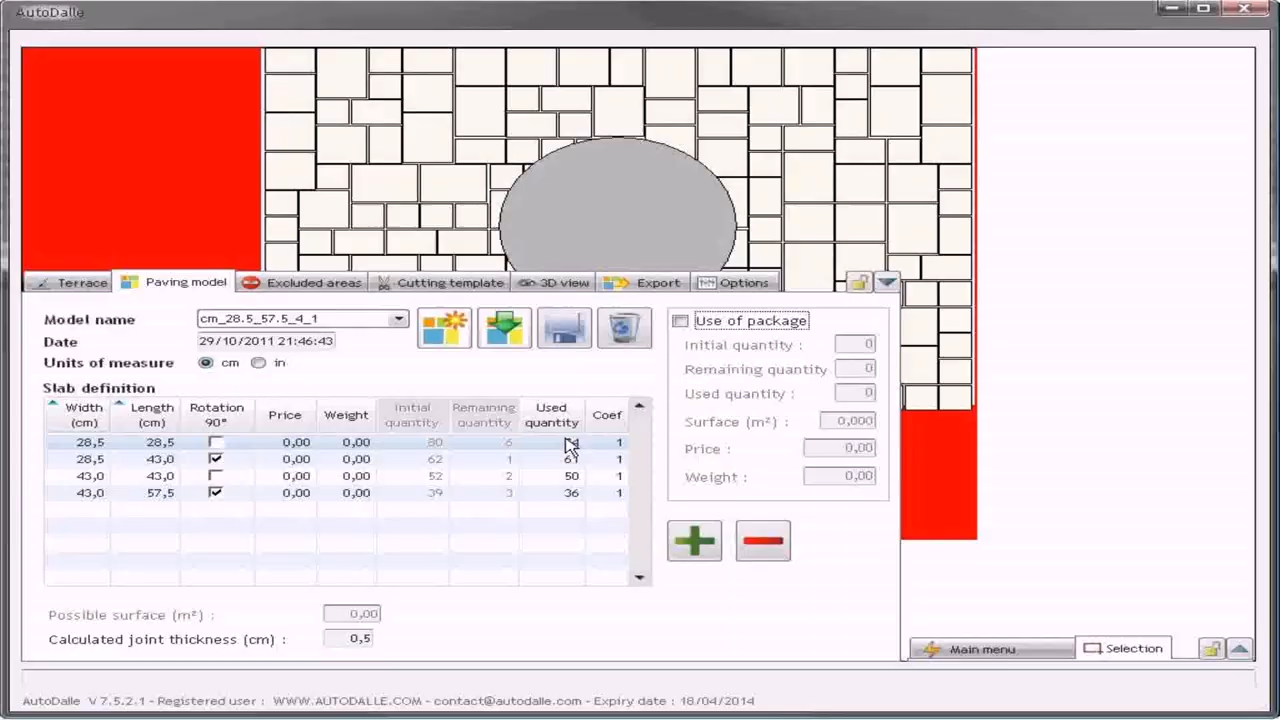 AutoDalle
Terrace
Paving model
Excluded areas
Cutting template
3D view
Export
Options
Model name
cm_28.5_57.5_4_1
Date
29/10/2011 21:46:43
Units of measure
cm
in
Slab definition
Width (cm) Length (cm) Rotation 90° Price Weight Initial quantity Remaining quantity Used quantity Coef
28,5 28,5 0,00 0,00 80 6 1
28,5 43,0 0,00 0,00 62 1 61 1
43,0 43,0 0,00 0,00 52 2 50 1
43,0 57,5 0,00 0,00 39 3 36 1
Possible surface (m²) : 0,00
Calculated joint thickness (cm) : 0,5
Use of package
Initial quantity : 0
Remaining quantity 0
Used quantity : 0
Surface (m²) : 0,000
Price : 0,00
Weight : 0,00
Main menu
Selection
AutoDalle V 7.5.2.1 - Registered user : WWW.AUTODALLE.COM - contact@autodalle.com - Expiry date : 18/04/2014